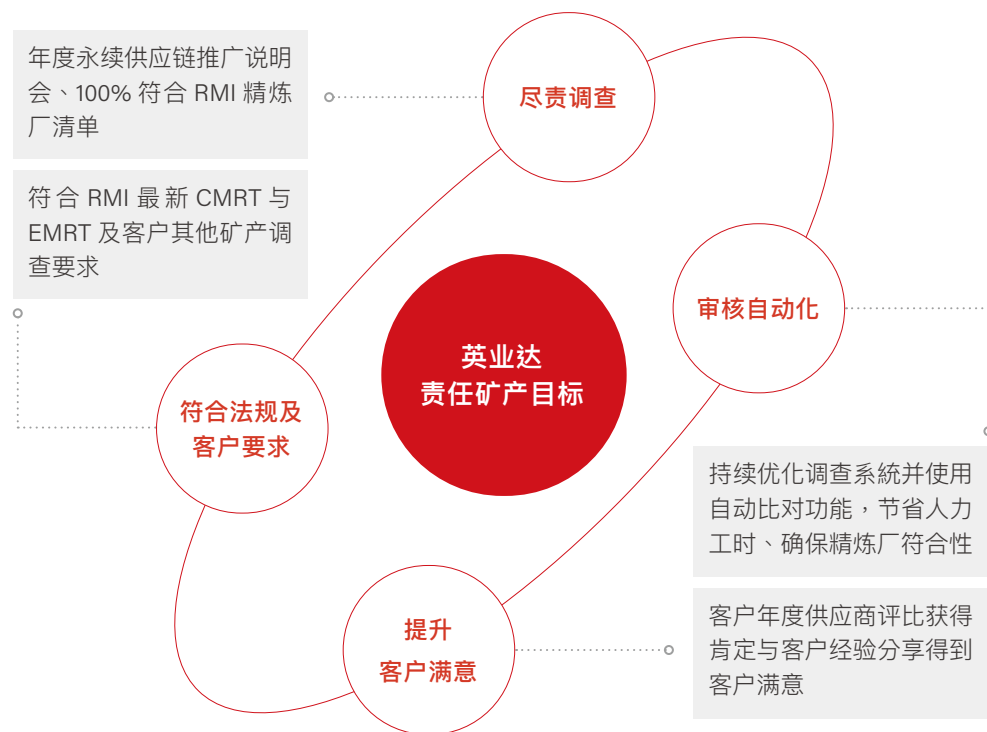 年度永续供应链推广说明
会、100% 符合 RMI 精炼
厂清单
尽责调查
符合 RMI 最新 CMRT 与
EMRT 及客户其他矿产调
查要求
审核自动化
英业达
责任矿产目标
符合法规及
客户要求
持续优化调查系統并使用
自动比对功能，节省人力
工时、确保精炼厂符合性
提升
客户满意
客户年度供应商评比获得
肯定与客户经验分享得到
客户满意